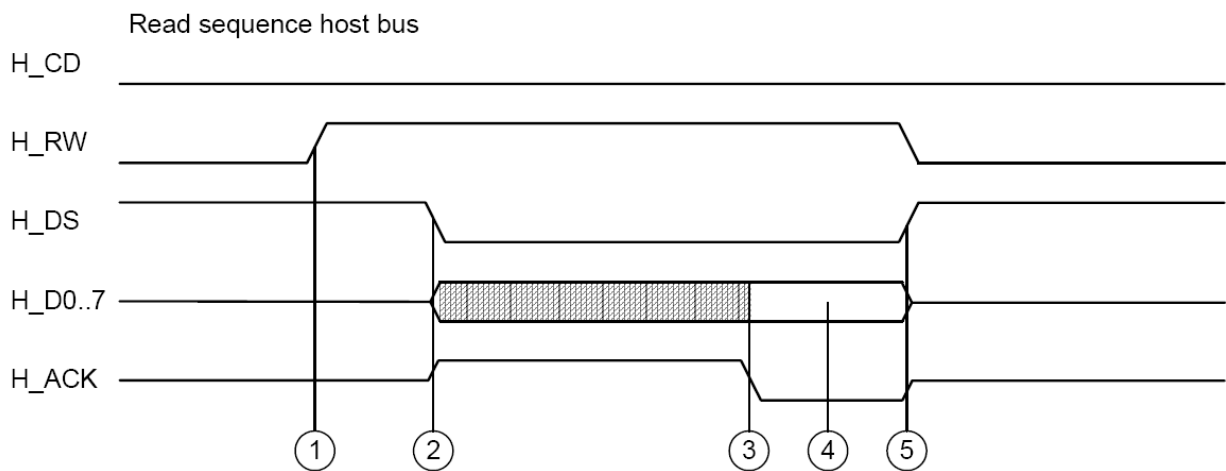 Read sequence host bus
H_CD
H_RW
H_DS
H_D0..7
H_ACK
1 2 3 4 5